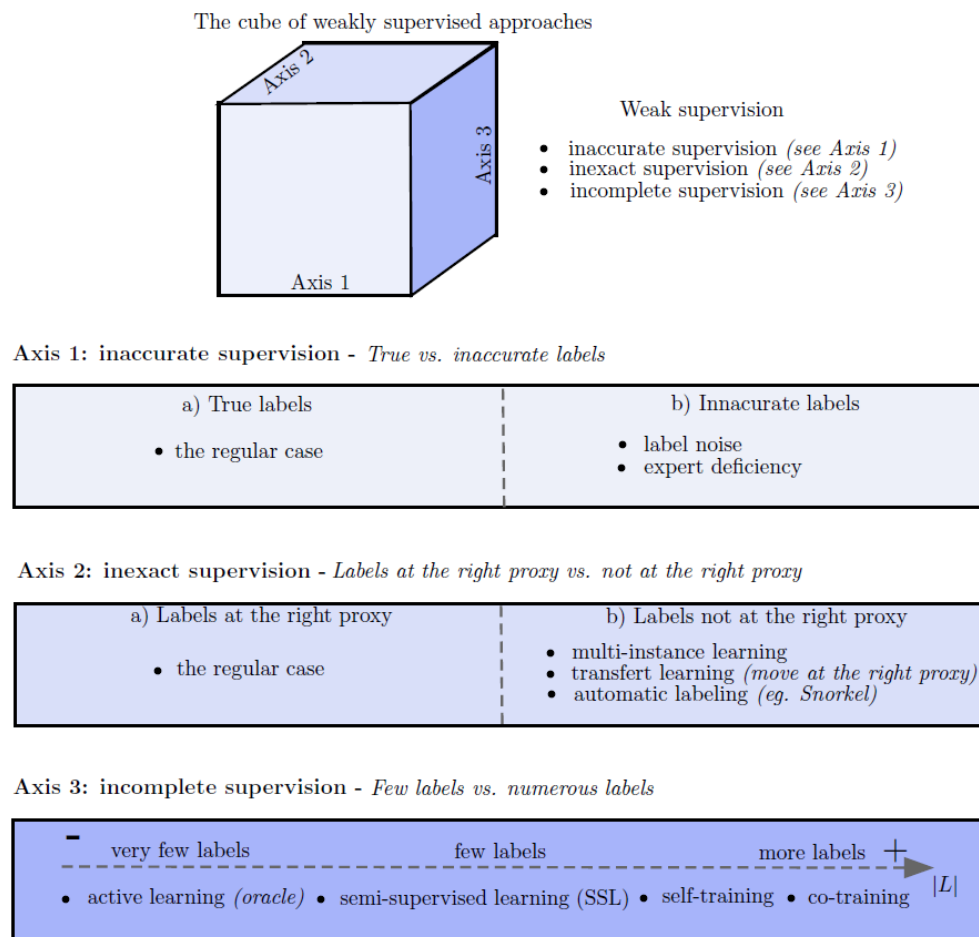 The cube of weakly supervised approaches
Axis 2
Axis 3
Axis 1
Weak supervision
• inaccurate supervision (see Axis 1)
• inexact supervision (see Axis 2)
• incomplete supervision (see Axis 3)
Axis 1: inaccurate supervision - True vs. inaccurate labels
a) True labels
• the regular case
b) Innacurate labels
• label noise
• expert deficiency
Axis 2: inexact supervision - Labels at the right proxy vs. not at the right proxy
a) Labels at the right proxy
• the regular case
b) Labels not at the right proxy
• multi-instance learning
• transfert learning (move at the right proxy)
• automatic labeling (eg. Snorkel)
Axis 3: incomplete supervision - Few labels vs. numerous labels
- very few labels few labels more labels +
|L|
• active learning (oracle) • semi-supervised learning (SSL) • self-training • co-training